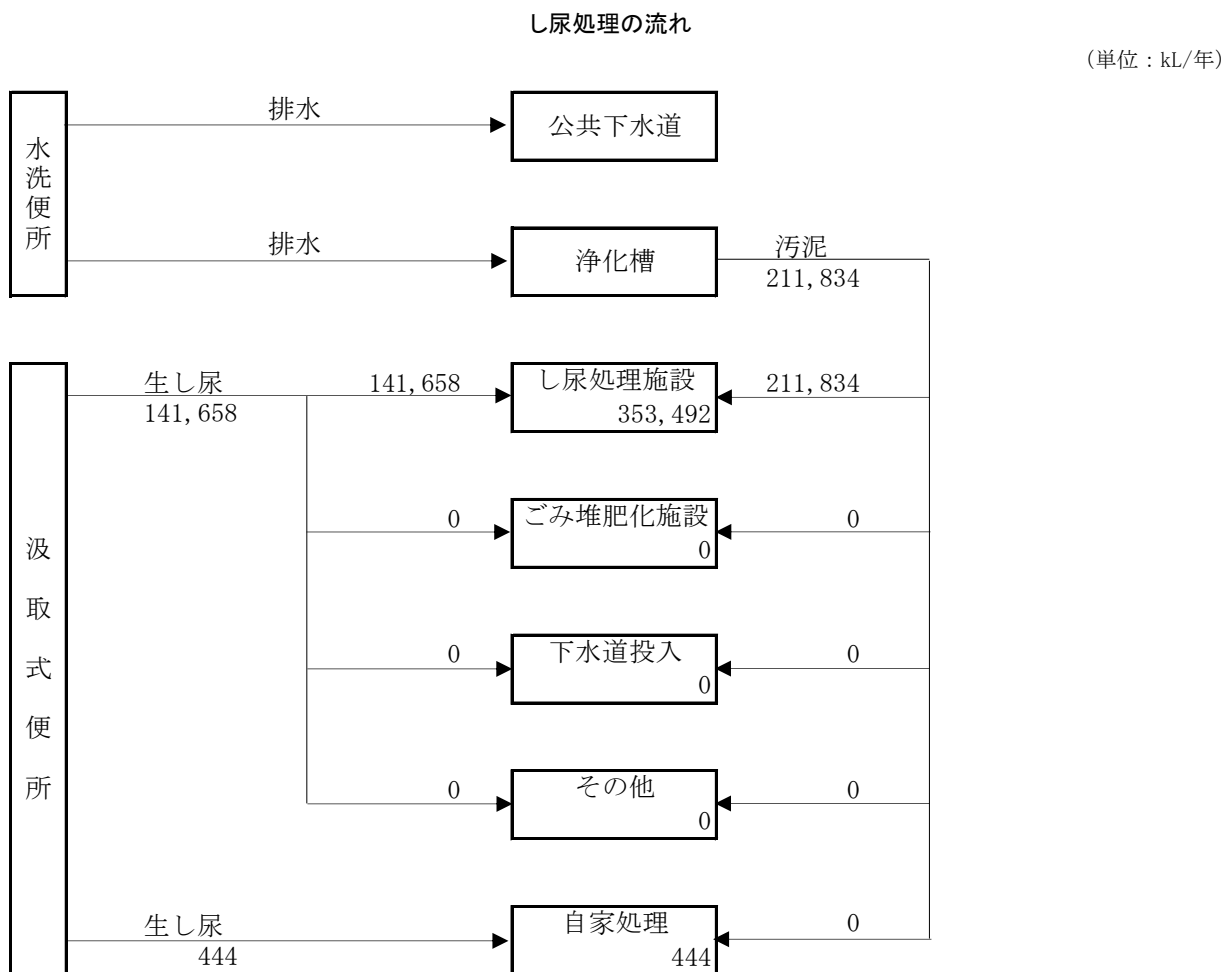 し尿処理の流れ
（単位：kL/年）
水洗便所
排水
公共下水道
排水
浄化槽
汚泥
211,834
汲取式便所
生し尿
141,658
141,658
し尿処理施設
353,492
211,834
0
ごみ堆肥化施設
0
0
0
下水道投入
0
0
0
その他
0
0
生し尿
444
自家処理
444
0